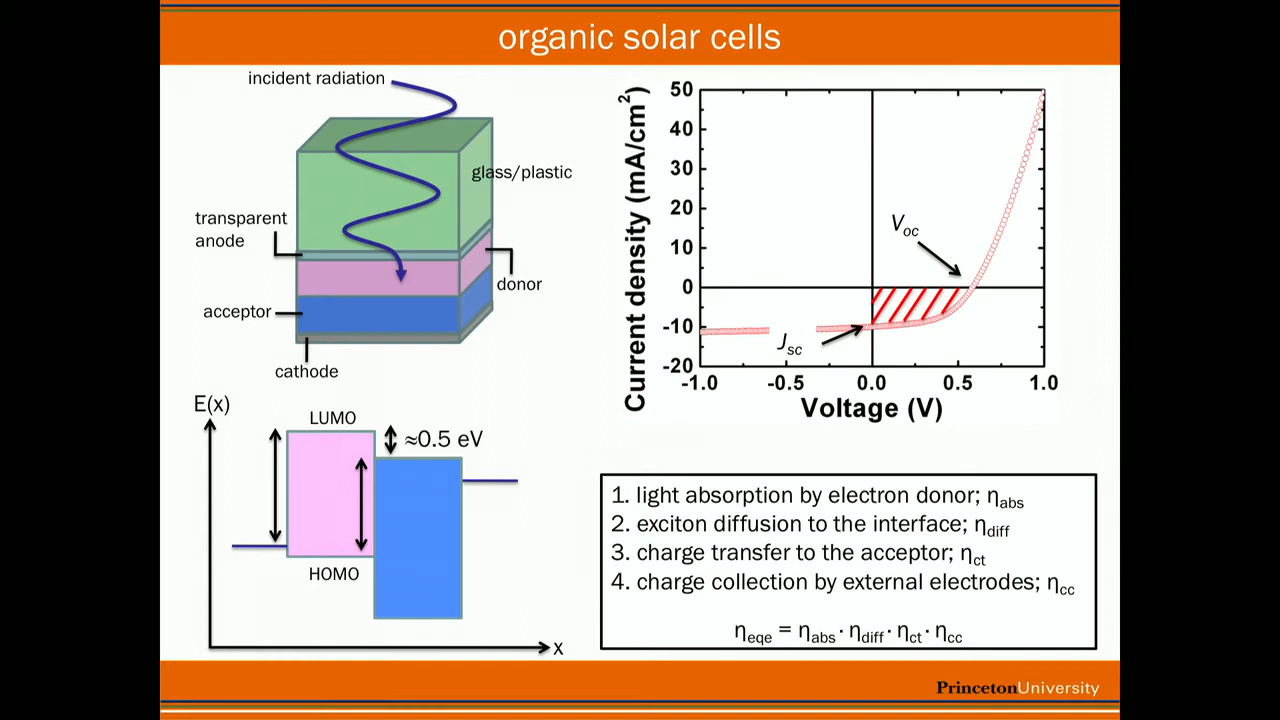 organic solar cells
incident radiation
glass/plastic
transparent
anode
donor
acceptor
cathode
E(x)
LUMO
≈0.5 eV
HOMO
x
Current density (mA/cm²)
50
40
30
20
10
0
-10
-20
-1.0 -0.5 0.0 0.5 1.0
Voltage (V)
Voc
Jsc
1. light absorption by electron donor; ηabs
2. exciton diffusion to the interface; ηdiff
3. charge transfer to the acceptor; ηct
4. charge collection by external electrodes; ηcc
ηeqe = ηabs · ηdiff · ηct · ηcc
PrincetonUniversity